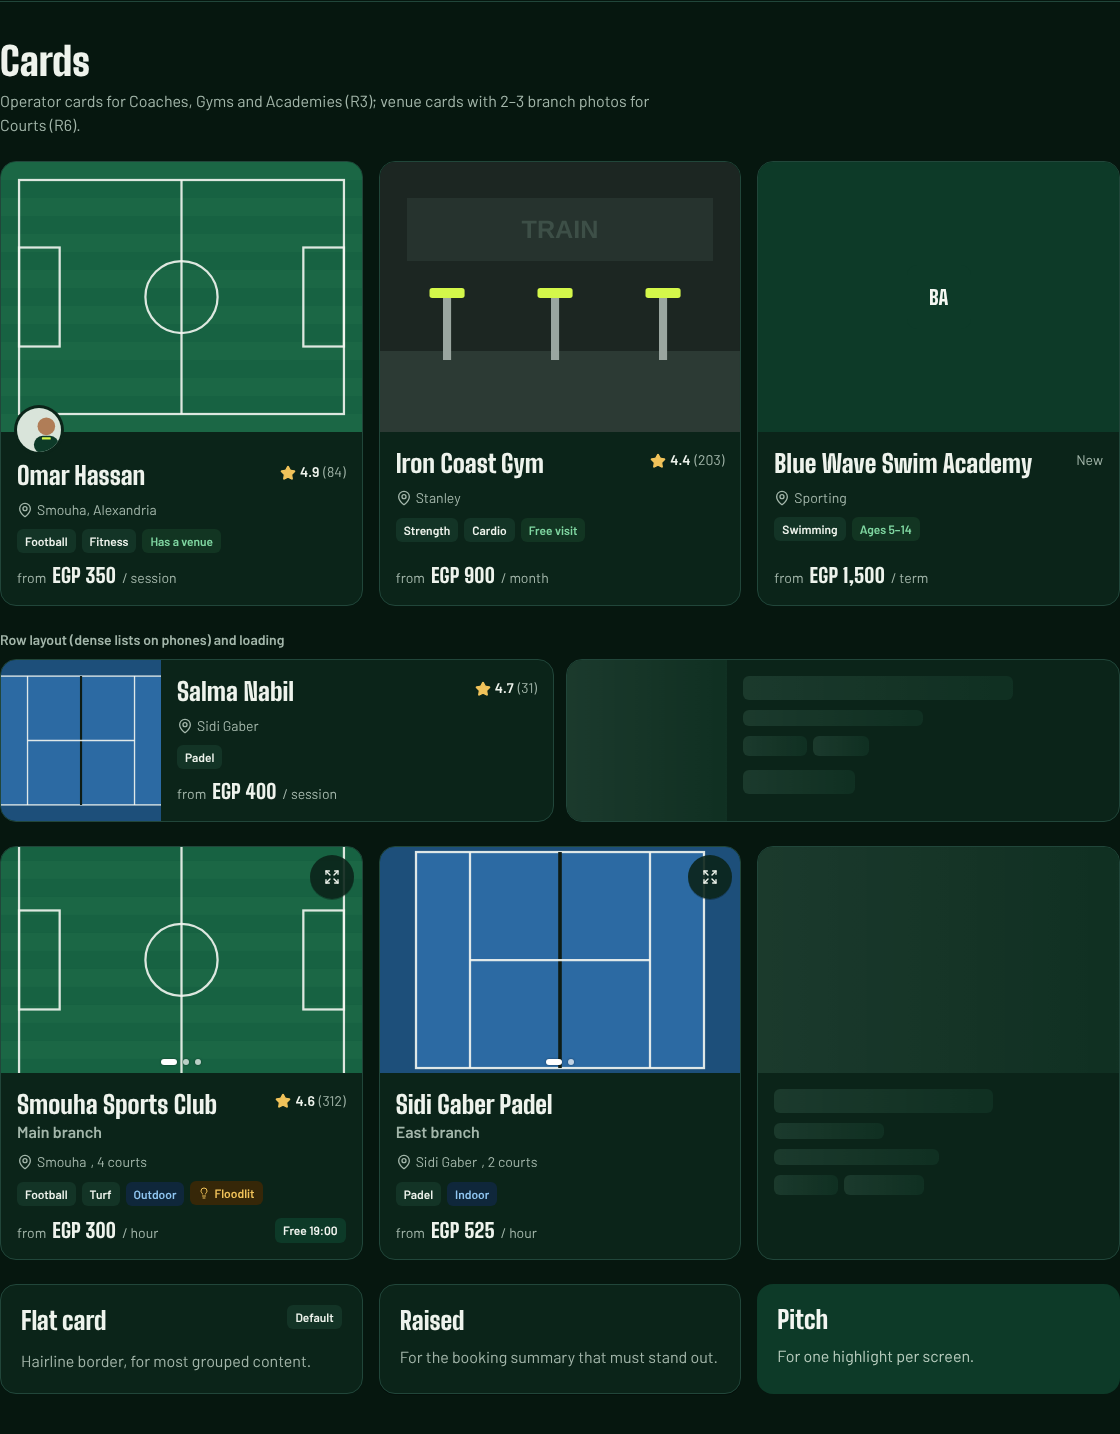 Cards
Operator cards for Coaches, Gyms and Academies (R3); venue cards with 2–3 branch photos for
Courts (R6).
TRAIN
BA
Omar Hassan
4.9 (84)
Smouha, Alexandria
Football
Fitness
Has a venue
from EGP 350 / session
Iron Coast Gym
4.4 (203)
Stanley
Strength
Cardio
Free visit
from EGP 900 / month
Blue Wave Swim Academy
New
Sporting
Swimming
Ages 5–14
from EGP 1,500 / term
Row layout (dense lists on phones) and loading
Salma Nabil
4.7 (31)
Sidi Gaber
Padel
from EGP 400 / session
Smouha Sports Club
4.6 (312)
Main branch
Smouha , 4 courts
Football
Turf
Outdoor
Floodlit
from EGP 300 / hour
Free 19:00
Sidi Gaber Padel
East branch
Sidi Gaber , 2 courts
Padel
Indoor
from EGP 525 / hour
Flat card
Default
Hairline border, for most grouped content.
Raised
For the booking summary that must stand out.
Pitch
For one highlight per screen.